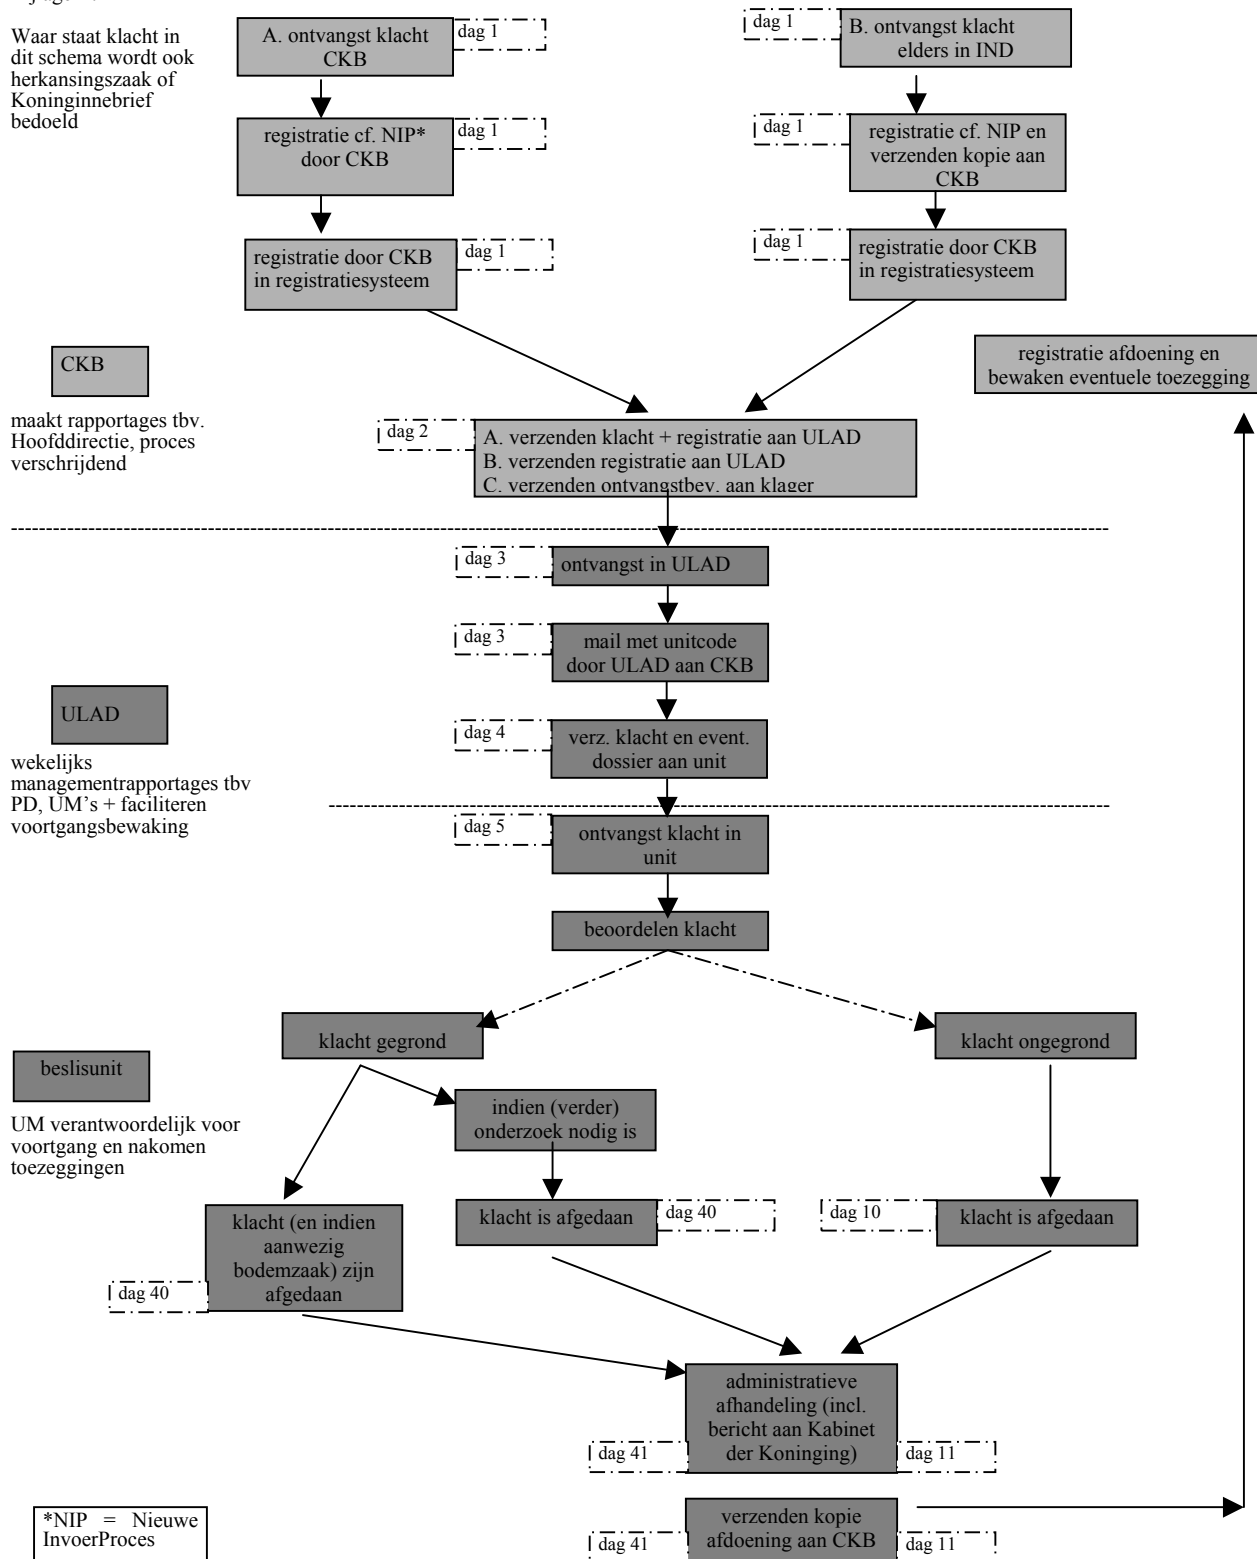 Waar staat klacht in
dit schema wordt ook
herkansingszaak of
Koninginnebrief
bedoeld
A. ontvangst klacht
CKB
dag 1
dag 1
B. ontvangst klacht
elders in IND
registratie cf. NIP*
door CKB
dag 1
dag 1
registratie cf. NIP en
verzenden kopie aan
CKB
registratie door CKB
in registratiesysteem
dag 1
dag 1
registratie door CKB
in registratiesysteem
CKB
maakt rapportages tbv.
Hoofddirectie, proces
verschrijdend
registratie afdoening en
bewaken eventuele toezegging
dag 2
A. verzenden klacht + registratie aan ULAD
B. verzenden registratie aan ULAD
C. verzenden ontvangstbev. aan klager
dag 3
ontvangst in ULAD
dag 3
mail met unitcode
door ULAD aan CKB
ULAD
wekelijks
managementrapportages tbv
PD, UM's + faciliteren
voortgangsbewaking
dag 4
verz. klacht en event.
dossier aan unit
dag 5
ontvangst klacht in
unit
beoordelen klacht
klacht gegrond
klacht ongegrond
beslisunit
UM verantwoordelijk voor
voortgang en nakomen
toezeggingen
indien (verder)
onderzoek nodig is
klacht (en indien
aanwezig
bodemzaak) zijn
afgedaan
dag 40
klacht is afgedaan
dag 40
dag 10
klacht is afgedaan
administratieve
afhandeling (incl.
bericht aan Kabinet
der Koninging)
dag 41
dag 11
*NIP = Nieuwe
InvoerProces
verzenden kopie
afdoening aan CKB
dag 41
dag 11